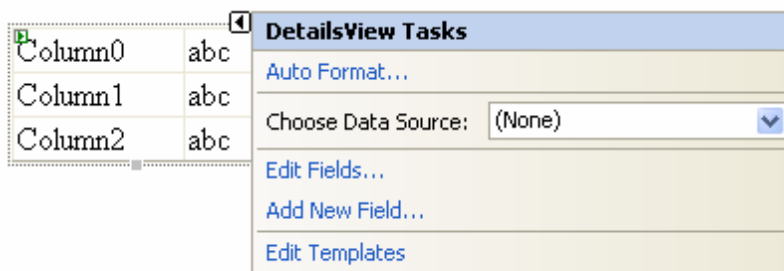 Column0 abc
Column1 abc
Column2 abc
DetailsView Tasks
Auto Format...
Choose Data Source: (None)
Edit Fields...
Add New Field...
Edit Templates